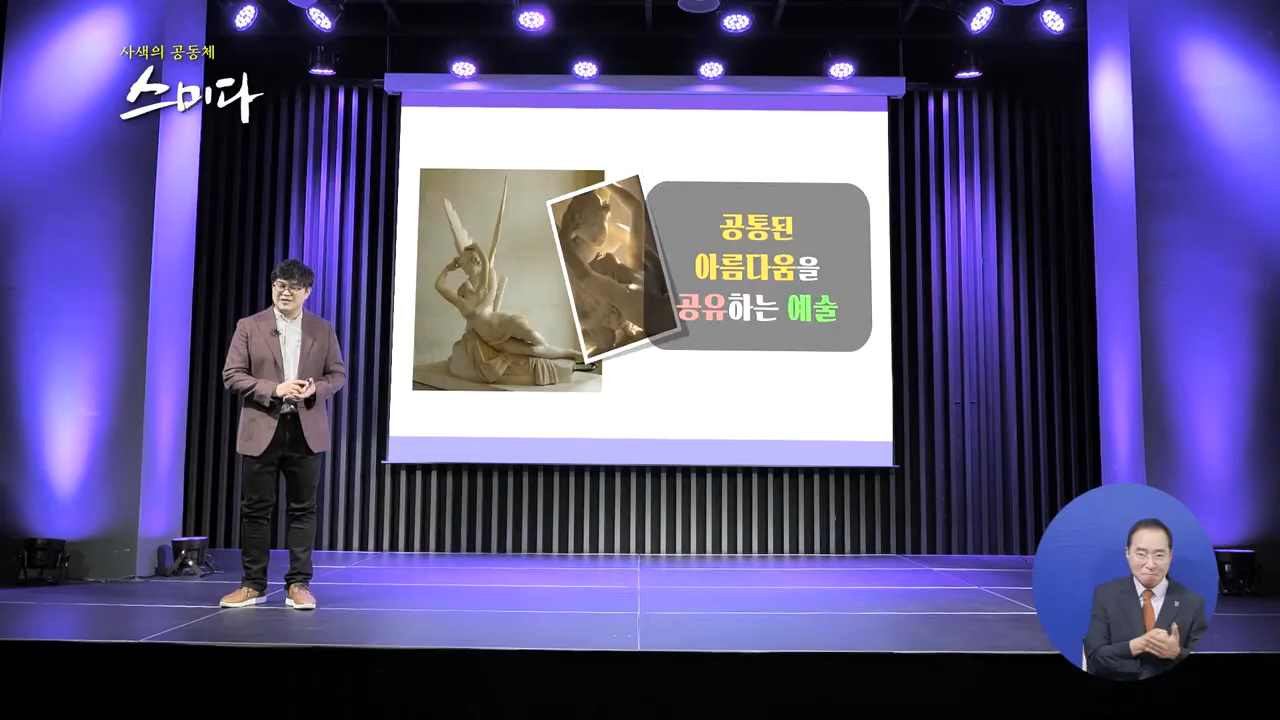 사색의 공동체
스미다
공통된
아름다움을
공유하는 예술